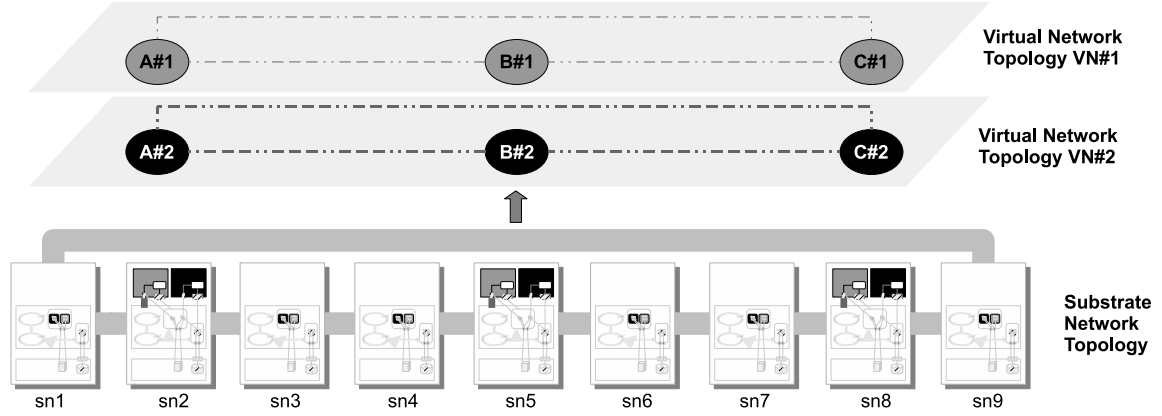 A#1 B#1 C#1
Virtual Network
Topology VN#1
A#2 B#2 C#2
Virtual Network
Topology VN#2
Substrate
Network
Topology
sn1 sn2 sn3 sn4 sn5 sn6 sn7 sn8 sn9